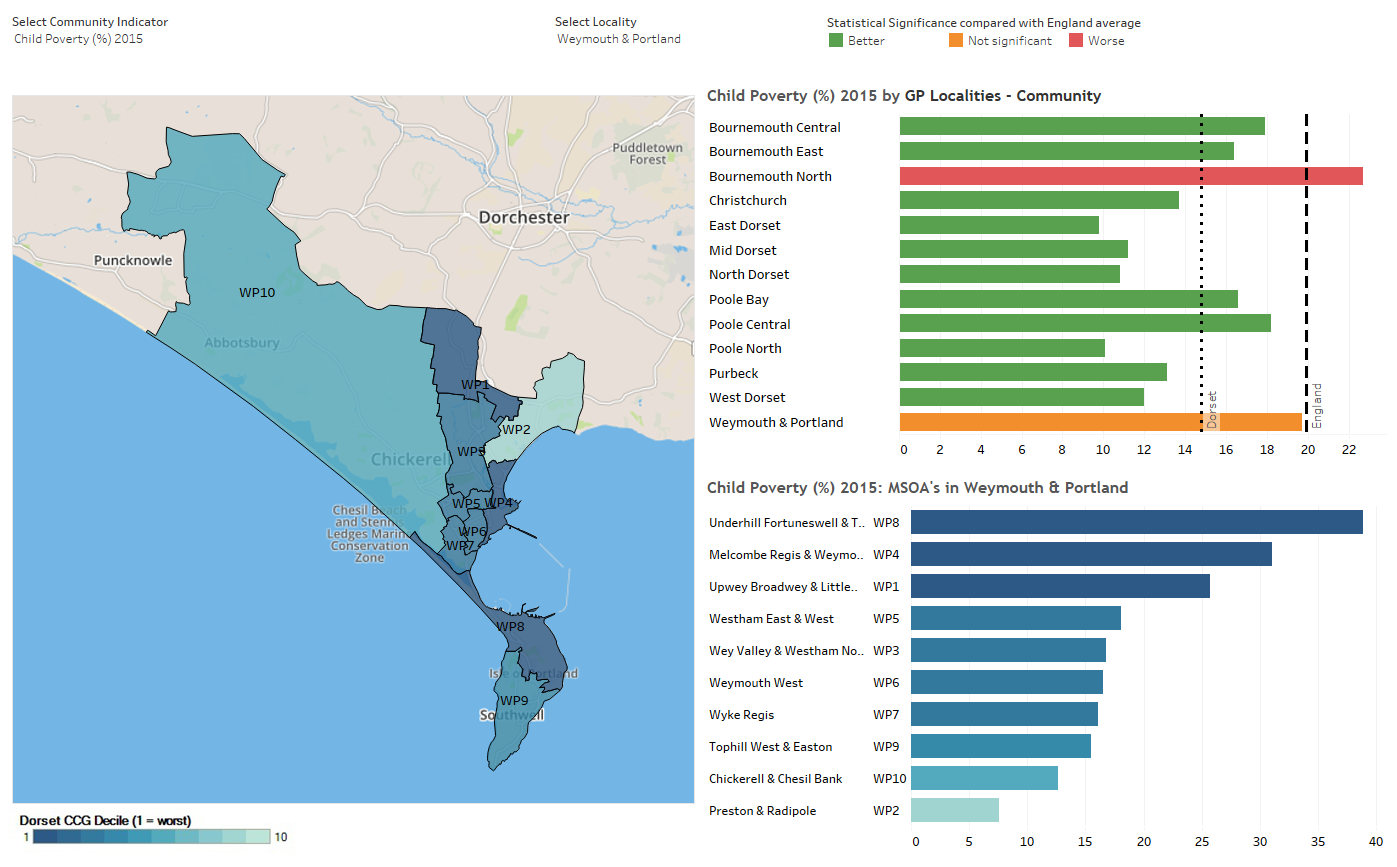 Select Community Indicator
Child Poverty (%) 2015
Select Locality
Weymouth & Portland
Statistical Significance compared with England average
Better
Not significant
Worse
Puddletown
Forest
Dorchester
Puncknowle
WP10
Abbotsbury
WP1
WP2
WP3
Chickerell
WP5
WP4
WP6
WP7
Chesil Beach
and Stennis
Ledges Marine
Conservation
Zone
WP8
Isle of Portland
WP9
Southwell
Dorset CCG Decile (1 = worst)
1
10
Child Poverty (%) 2015 by GP Localities - Community
Bournemouth Central
Bournemouth East
Bournemouth North
Christchurch
East Dorset
Mid Dorset
North Dorset
Poole Bay
Poole Central
Poole North
Purbeck
West Dorset
Weymouth & Portland
Dorset
England
0 2 4 6 8 10 12 14 16 18 20 22
Child Poverty (%) 2015: MSOA's in Weymouth & Portland
Underhill Fortuneswell & T.. WP8
Melcombe Regis & Weymo.. WP4
Upwey Broadwey & Little.. WP1
Westham East & West WP5
Wey Valley & Westham No.. WP3
Weymouth West WP6
Wyke Regis WP7
Tophill West & Easton WP9
Chickerell & Chesil Bank WP10
Preston & Radipole WP2
0 5 10 15 20 25 30 35 40